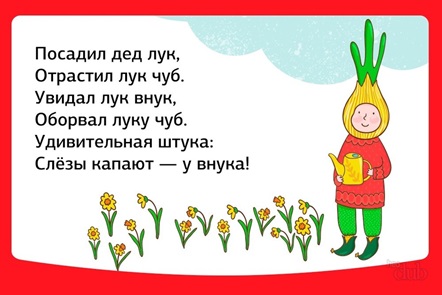 Посадил дед лук,
Отрастил лук чуб.
Увидал лук внук,
Оборвал луку чуб.
Удивительная штука:
Слёзы капают — у внука!